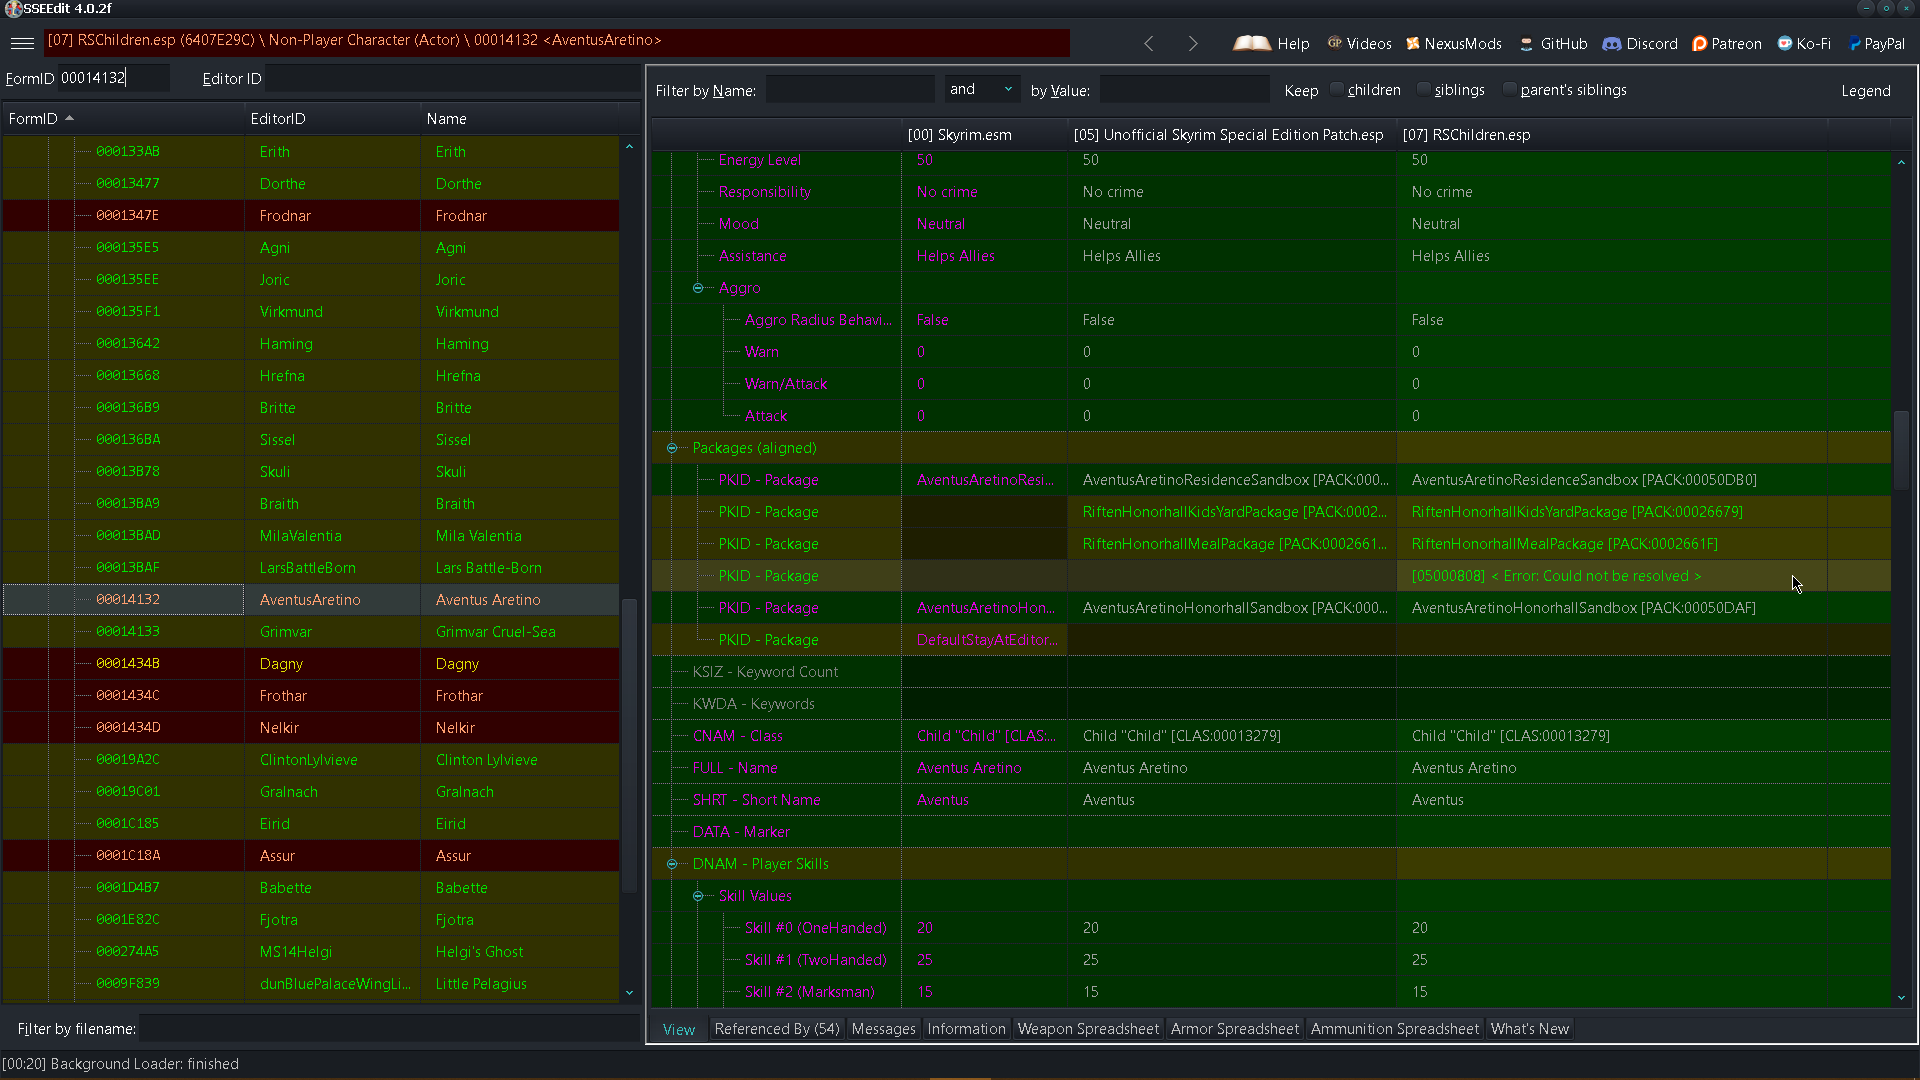 SSEEdit 4.0.2f
[07] RSChildren.esp (6407E29C) \ Non-Player Character (Actor) \ 00014132 <AventusAretino>
Help Videos NexusMods GitHub Discord Patreon Ko-Fi PayPal
FormID 00014132 Editor ID
Filter by Name: and by Value: Keep children siblings parent's siblings Legend
FormID EditorID Name
[00] Skyrim.esm [05] Unofficial Skyrim Special Edition Patch.esp [07] RSChildren.esp
000133AB Erith Erith
00013477 Dorthe Dorthe
0001347E Frodnar Frodnar
000135E5 Agni Agni
000135EE Joric Joric
000135F1 Virkmund Virkmund
00013642 Haming Haming
00013668 Hrefna Hrefna
000136B9 Britte Britte
000136BA Sissel Sissel
00013B78 Skuli Skuli
00013BA9 Braith Braith
00013BAD MilaValentia Mila Valentia
00013BAF LarsBattleBorn Lars Battle-Born
00014132 AventusAretino Aventus Aretino
00014133 Grimvar Grimvar Cruel-Sea
0001434B Dagny Dagny
0001434C Frothar Frothar
0001434D Nelkir Nelkir
00019A2C ClintonLylvieve Clinton Lylvieve
00019C01 Gralnach Gralnach
0001C185 Eirid Eirid
0001C18A Assur Assur
0001D4B7 Babette Babette
0001E82C Fjotra Fjotra
000274A5 MS14Helgi Helgi's Ghost
0009F839 dunBluePalaceWingLi... Little Pelagius
Energy Level 50 50 50
Responsibility No crime No crime No crime
Mood Neutral Neutral Neutral
Assistance Helps Allies Helps Allies Helps Allies
Aggro
Aggro Radius Behavi... False False False
Warn 0 0 0
Warn/Attack 0 0 0
Attack 0 0 0
Packages (aligned)
PKID - Package AventusAretinoResi... AventusAretinoResidenceSandbox [PACK:000... AventusAretinoResidenceSandbox [PACK:00050DB0]
PKID - Package RiftenHonorhallKidsYardPackage [PACK:0002... RiftenHonorhallKidsYardPackage [PACK:00026679]
PKID - Package RiftenHonorhallMealPackage [PACK:0002661... RiftenHonorhallMealPackage [PACK:0002661F]
PKID - Package [05000808] < Error: Could not be resolved >
PKID - Package AventusAretinoHon... AventusAretinoHonorhallSandbox [PACK:000... AventusAretinoHonorhallSandbox [PACK:00050DAF]
PKID - Package DefaultStayAtEditor...
KSIZ - Keyword Count
KWDA - Keywords
CNAM - Class Child "Child" [CLAS:... Child "Child" [CLAS:00013279] Child "Child" [CLAS:00013279]
FULL - Name Aventus Aretino Aventus Aretino Aventus Aretino
SHRT - Short Name Aventus Aventus Aventus
DATA - Marker
DNAM - Player Skills
Skill Values
Skill #0 (OneHanded) 20 20 20
Skill #1 (TwoHanded) 25 25 25
Skill #2 (Marksman) 15 15 15
Filter by filename:
View Referenced By (54) Messages Information Weapon Spreadsheet Armor Spreadsheet Ammunition Spreadsheet What's New
[00:20] Background Loader: finished